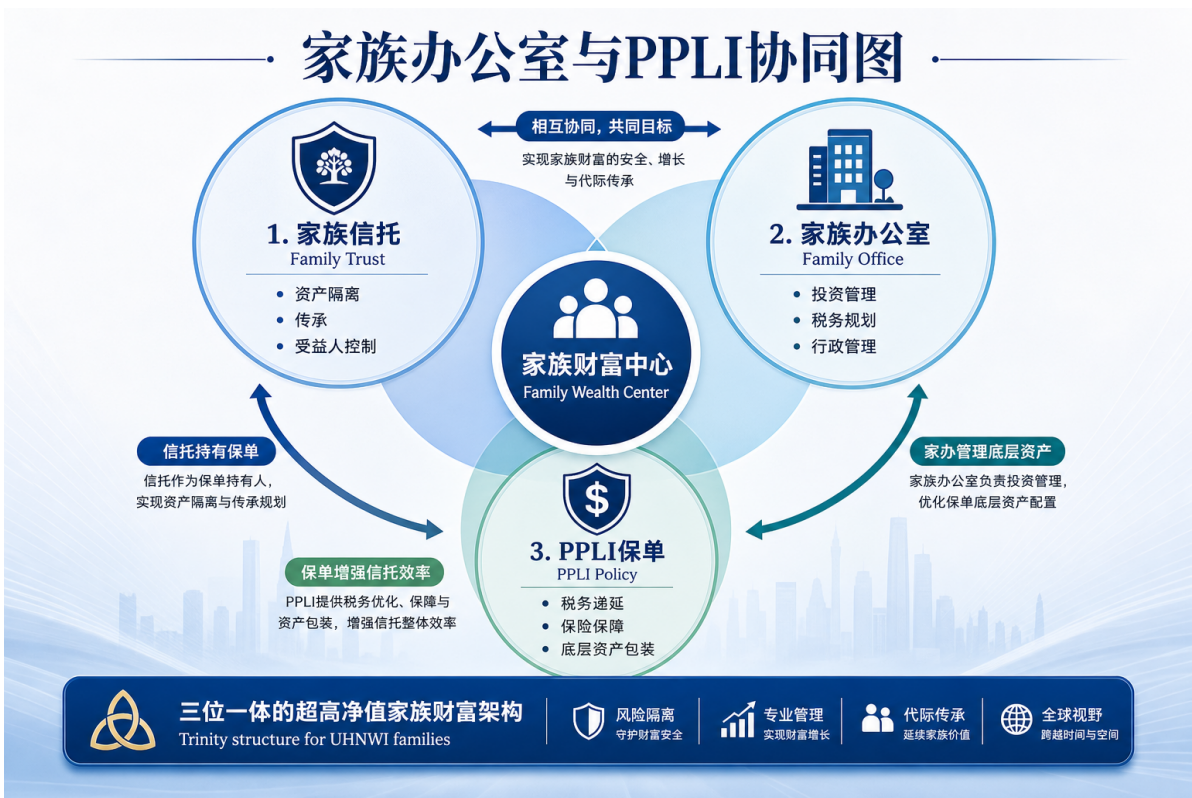 家族办公室与PPLI协同图
相互协同，共同目标
实现家族财富的安全、增长
与代际传承
1. 家族信托
Family Trust
• 资产隔离
• 传承
• 受益人控制
2. 家族办公室
Family Office
• 投资管理
• 税务规划
• 行政管理
家族财富中心
Family Wealth Center
信托持有保单
信托作为保单持有人，
实现资产隔离与传承规划
家办管理底层资产
家族办公室负责投资管理，
优化保单底层资产配置
保单增强信托效率
PPLI提供税务优化、保障与
资产包装，增强信托整体效率
$
3. PPLI保单
PPLI Policy
• 税务递延
• 保险保障
• 底层资产包装
三位一体的超高净值家族财富架构
Trinity structure for UHNWI families
风险隔离
守护财富安全
专业管理
实现财富增长
代际传承
延续家族价值
全球视野
跨越时间与空间